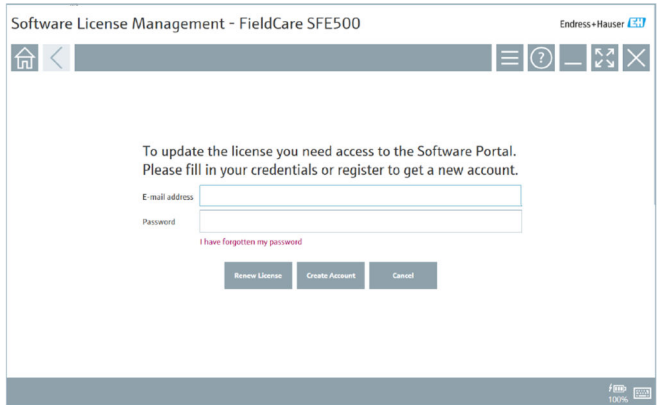 Software License Management - FieldCare SFE500
Endress+Hauser EH
?
To update the license you need access to the Software Portal.
Please fill in your credentials or register to get a new account.
E-mail address
Password
I have forgotten my password
Renew License Create Account Cancel
100%